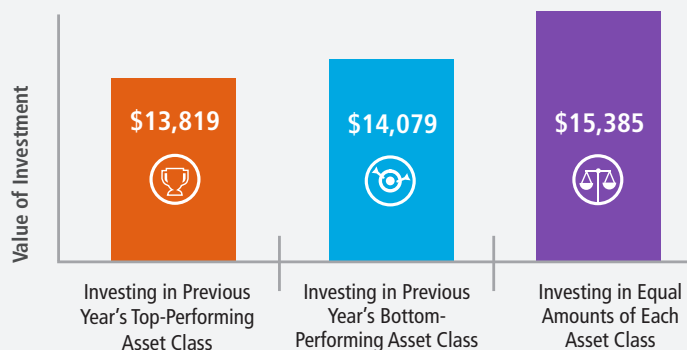 Value of Investment
$13,819
$14,079
$15,385
Investing in Previous
Year's Top-Performing
Asset Class
Investing in Previous
Year's Bottom-
Performing Asset Class
Investing in Equal
Amounts of Each
Asset Class